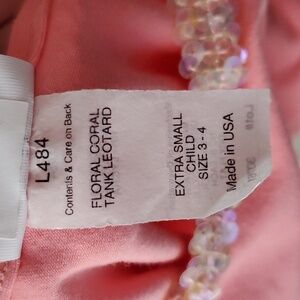 L484
Contents & Care on Back
FLORAL CORAL
TANK LEOTARD
EXTRA SMALL
CHILD
SIZE 3 - 4
Made in USA